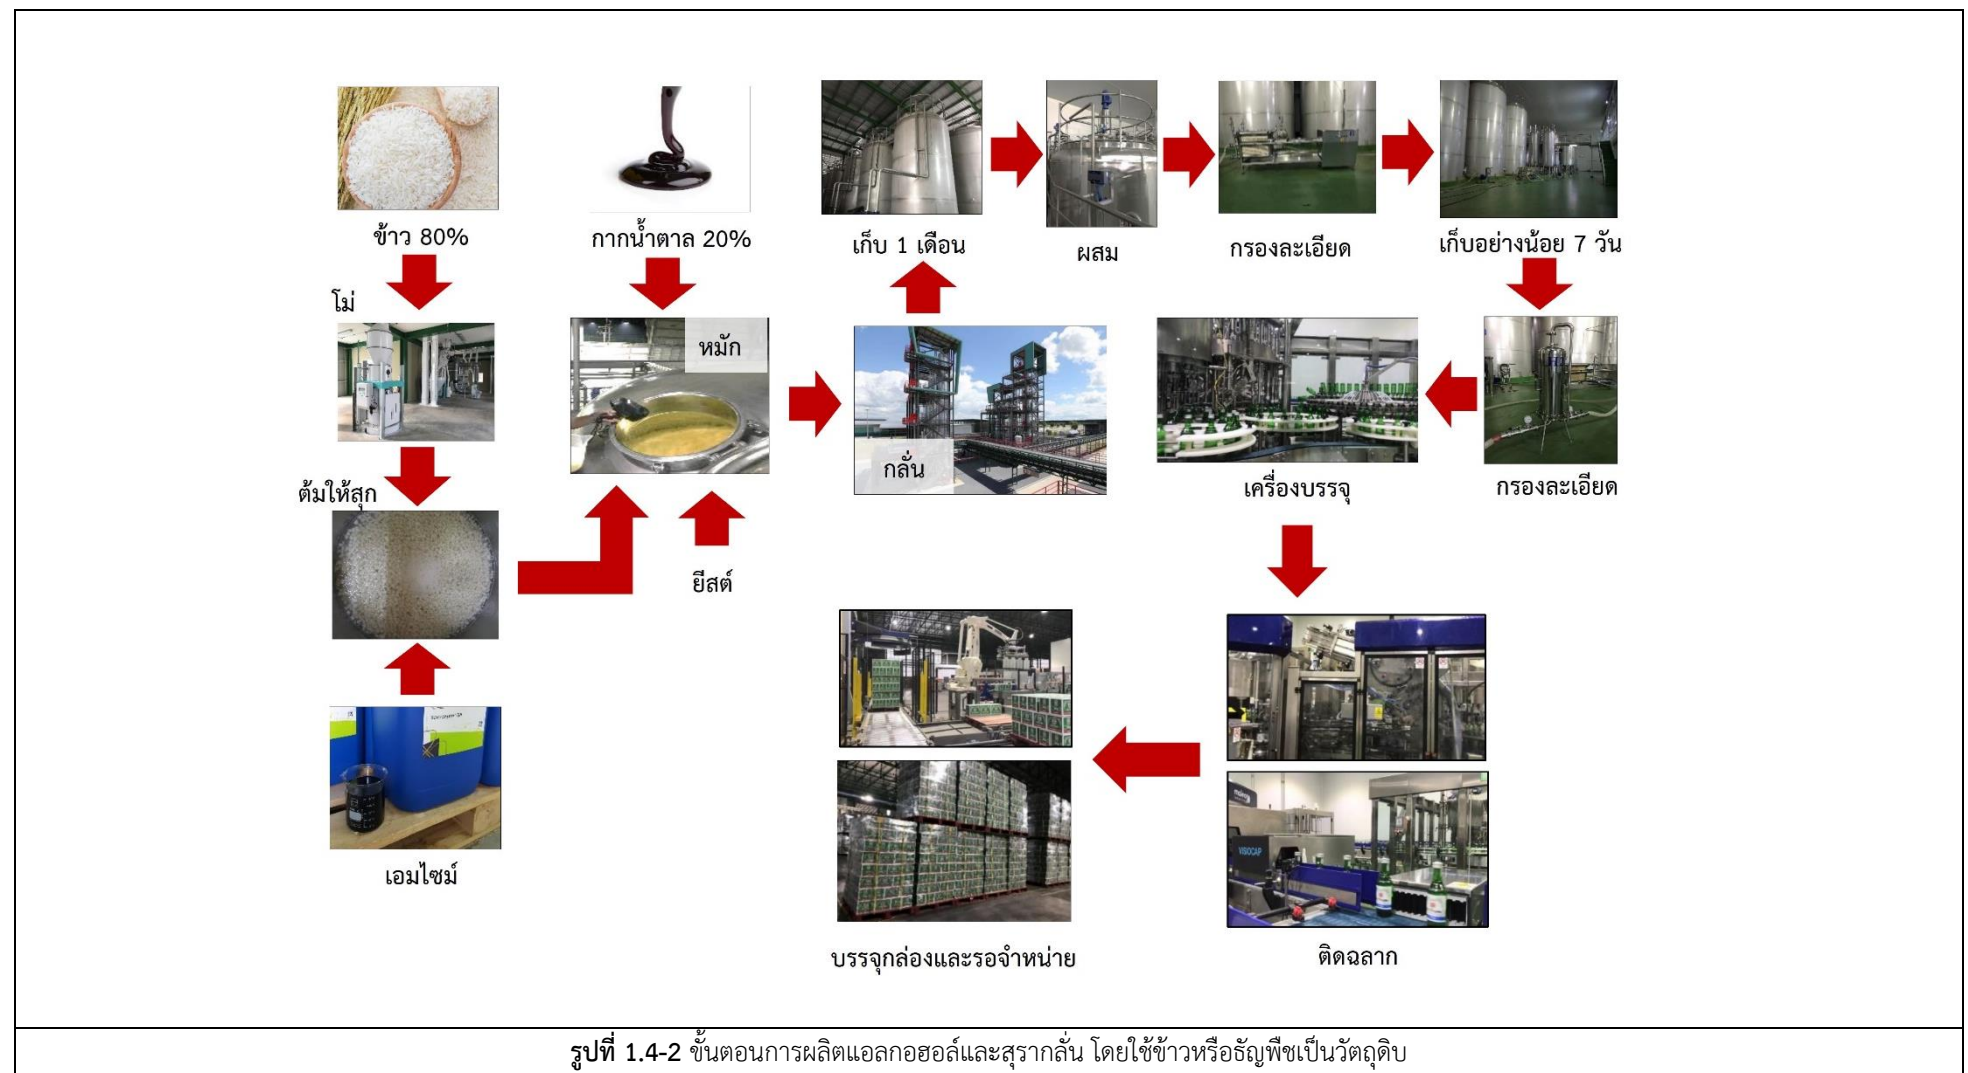 ข้าว 80%
กากน้ำตาล 20%
เก็บ 1 เดือน
ผสม
กรองละเอียด
เก็บอย่างน้อย 7 วัน
โม่
หมัก
กลั่น
ต้มให้สุก
ยีสต์
เครื่องบรรจุ
กรองละเอียด
เอมไซม์
VISIOCAP
บรรจุกล่องและรอจำหน่าย
ติดฉลาก
รูปที่ 1.4-2 ขั้นตอนการผลิตแอลกอฮอล์และสุรากลั่น โดยใช้ข้าวหรือธัญพืชเป็นวัตถุดิบ